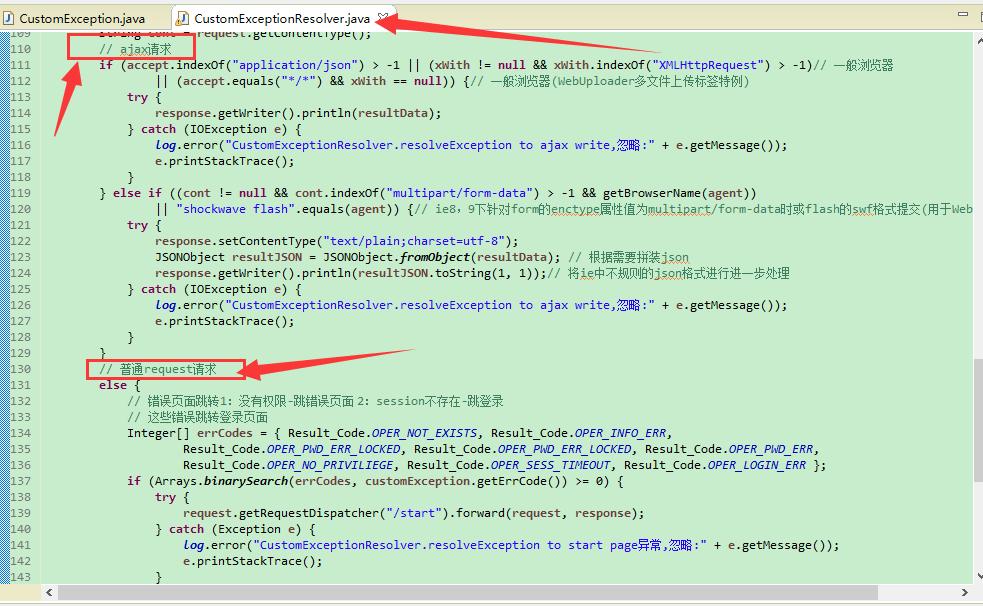 CustomException.java
CustomExceptionResolver.java
109 String cont = request.getContentType();
110 // ajax请求
111 if (accept.indexOf("application/json") > -1 || (xWith != null && xWith.indexOf("XMLHttpRequest") > -1)// 一般浏览器
112 || (accept.equals("*/*") && xWith == null)) {// 一般浏览器(WebUploader多文件上传标签特例)
113 try {
114 response.getWriter().println(resultData);
115 } catch (IOException e) {
116 log.error("CustomExceptionResolver.resolveException to ajax write,忽略:" + e.getMessage());
117 e.printStackTrace();
118 }
119 } else if ((cont != null && cont.indexOf("multipart/form-data") > -1 && getBrowserName(agent))
120 || "shockwave flash".equals(agent)) {// ie8，9下针对form的enctype属性值为multipart/form-data时或flash的swf格式提交(用于Web
121 try {
122 response.setContentType("text/plain;charset=utf-8");
123 JSONObject resultJSON = JSONObject.fromObject(resultData); // 根据需要拼装json
124 response.getWriter().println(resultJSON.toString(1, 1));// 将ie中不规则的json格式进行进一步处理
125 } catch (IOException e) {
126 log.error("CustomExceptionResolver.resolveException to ajax write,忽略:" + e.getMessage());
127 e.printStackTrace();
128 }
129 }
130 // 普通request请求
131 else {
132 // 错误页面跳转1：没有权限-跳错误页面 2：session不存在-跳登录
133 // 这些错误跳转登录页面
134 Integer[] errCodes = { Result_Code.OPER_NOT_EXISTS, Result_Code.OPER_INFO_ERR,
135 Result_Code.OPER_PWD_ERR_LOCKED, Result_Code.OPER_PWD_ERR_LOCKED, Result_Code.OPER_PWD_ERR,
136 Result_Code.OPER_NO_PRIVILIEGE, Result_Code.OPER_SESS_TIMEOUT, Result_Code.OPER_LOGIN_ERR };
137 if (Arrays.binarySearch(errCodes, customException.getErrCode()) >= 0) {
138 try {
139 request.getRequestDispatcher("/start").forward(request, response);
140 } catch (Exception e) {
141 log.error("CustomExceptionResolver.resolveException to start page异常,忽略:" + e.getMessage());
142 e.printStackTrace();
143 }